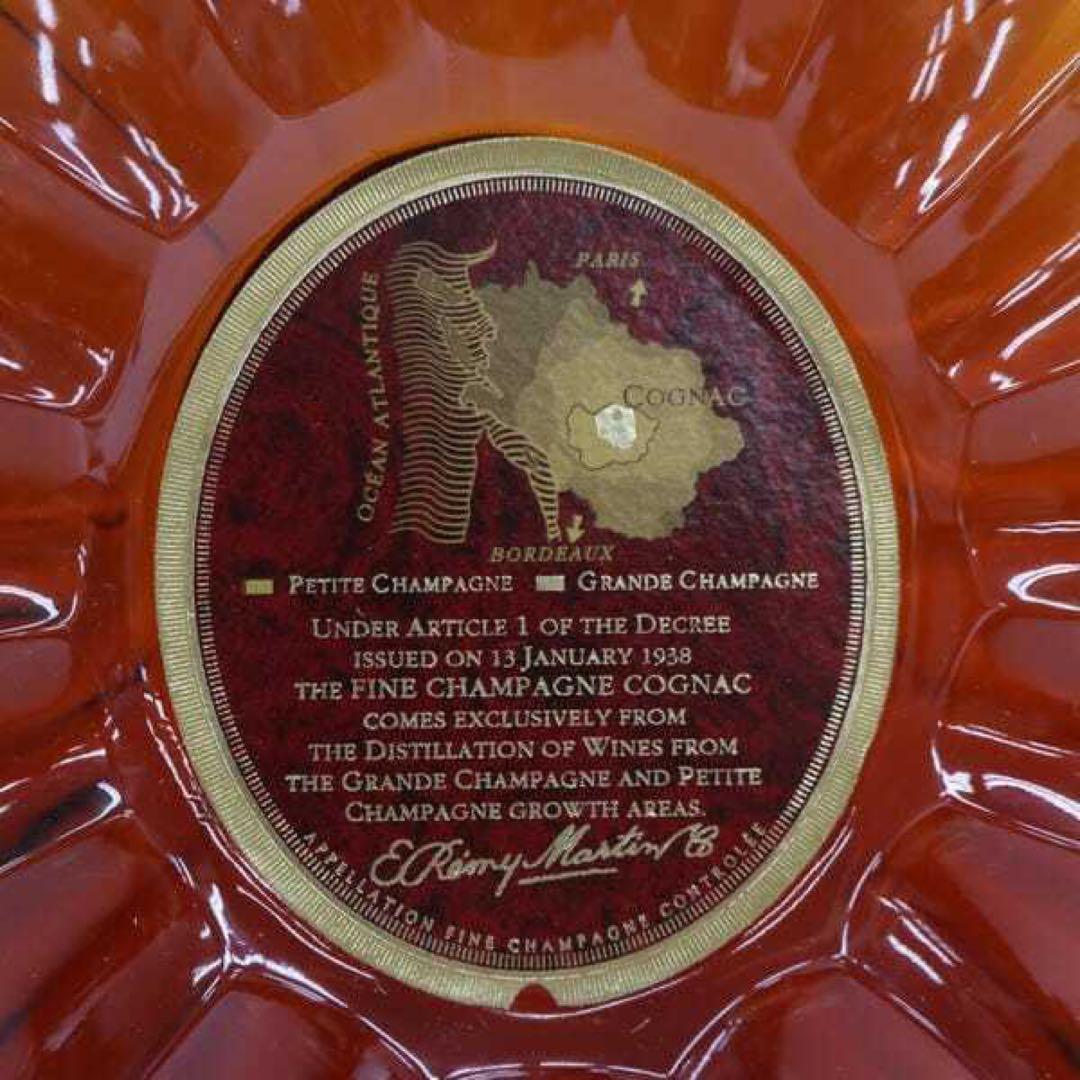 PARIS
OCÉAN ATLANTIQUE
COGNAC
BORDEAUX
PETITE CHAMPAGNE GRANDE CHAMPAGNE
UNDER ARTICLE 1 OF THE DECREE
ISSUED ON 13 JANUARY 1938
THE FINE CHAMPAGNE COGNAC
COMES EXCLUSIVELY FROM
THE DISTILLATION OF WINES FROM
THE GRANDE CHAMPAGNE AND PETITE
CHAMPAGNE GROWTH AREAS.
E. Rémy Martin & C
APPELLATION FINE CHAMPAGNE CONTROLÉE